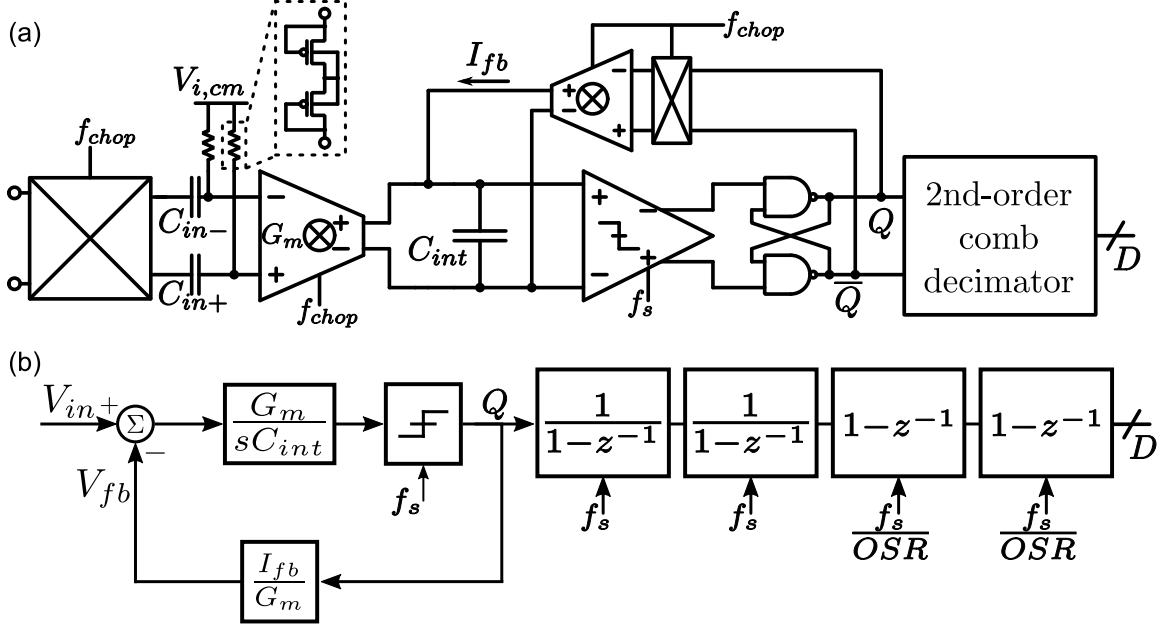 (a)
f_chop
V_i,cm
f_chop
C_in−
C_in+
−
+
G_m
+
−
f_chop
I_fb
+
−
−
+
f_chop
C_int
+
−
−
+
f_s
Q
Q̅
2nd-order
comb
decimator
D
(b)
V_in
+
Σ
−
V_fb
G_m
sC_int
f_s
Q
1
1−z⁻¹
f_s
1
1−z⁻¹
f_s
1−z⁻¹
f_s
OSR
1−z⁻¹
f_s
OSR
D
I_fb
G_m